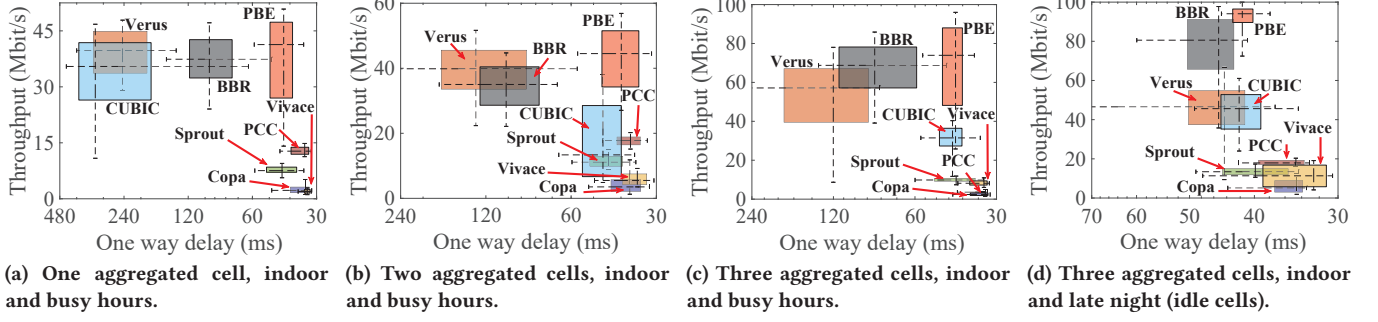 Throughput (Mbit/s)
45
30
15
0
480
240
120
60
30
One way delay (ms)
Verus
CUBIC
BBR
PBE
Vivace
PCC
Sprout
Copa
(a) One aggregated cell, indoor
and busy hours.
Throughput (Mbit/s)
60
40
20
0
240
120
60
30
One way delay (ms)
PBE
Verus
BBR
CUBIC
PCC
Sprout
Vivace
Copa
(b) Two aggregated cells, indoor
and busy hours.
Throughput (Mbit/s)
100
80
60
40
20
0
240
120
60
30
One way delay (ms)
BBR
PBE
Verus
CUBIC
Vivace
PCC
Sprout
Copa
(c) Three aggregated cells, indoor
and busy hours.
Throughput (Mbit/s)
100
80
60
40
20
0
70
50
40
30
One way delay (ms)
BBR
PBE
Verus
CUBIC
Vivace
PCC
Sprout
Copa
(d) Three aggregated cells, indoor
and late night (idle cells).